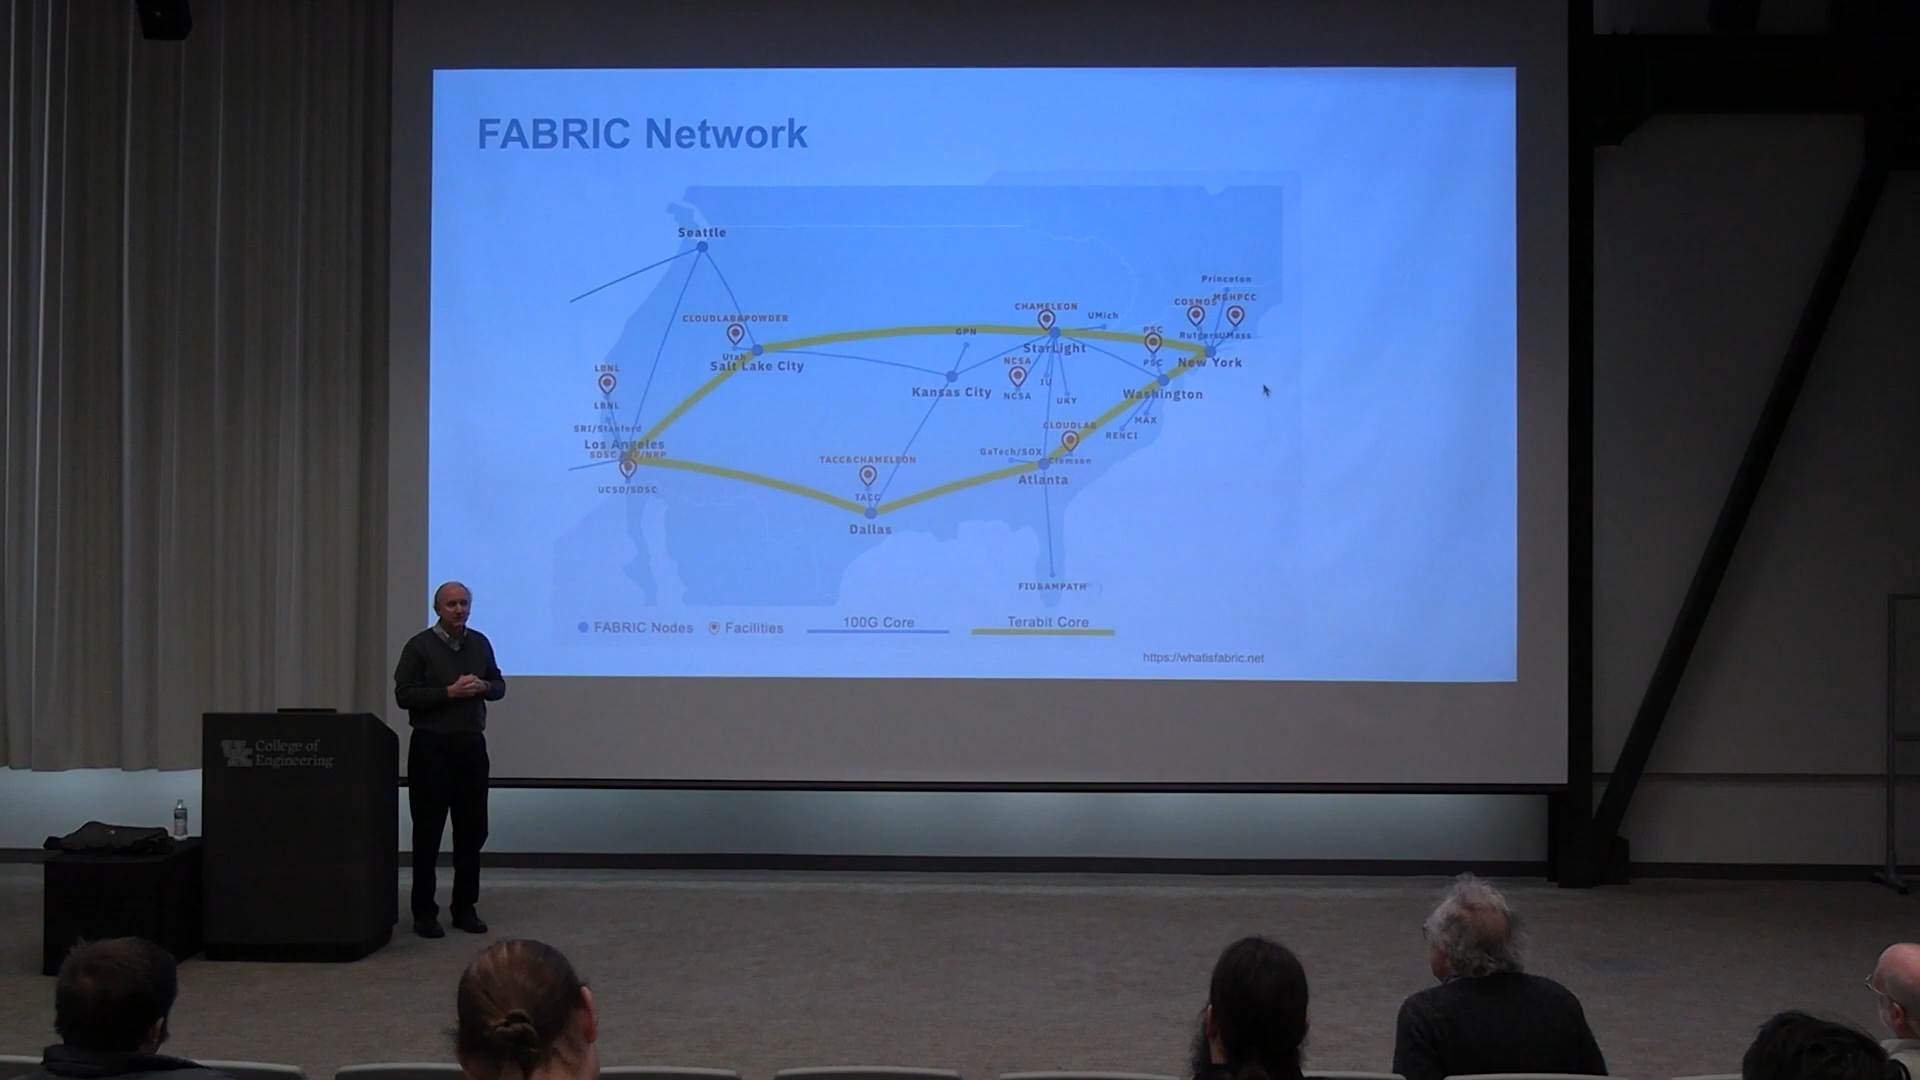 FABRIC Network
Seattle
Princeton
COSMOS
MGHPCC
CHAMELEON
UMich
CLOUDLAB&POWDER
GPN
PSC
Rutgers
UMass
Utah
Salt Lake City
StarLight
PSC
New York
LBNL
NCSA
IU
Kansas City
NCSA
UKY
Washington
LBNL
MAX
SRI/Stanford
CLOUDLAB
RENCI
Los Angeles
SDSC
/NRP
TACC&CHAMELEON
GaTech/SOX
Clemson
UCSD/SDSC
TACC
Atlanta
Dallas
FIU&AMPATH
FABRIC Nodes
Facilities
100G Core
Terabit Core
https://whatisfabric.net
UK College of
Engineering